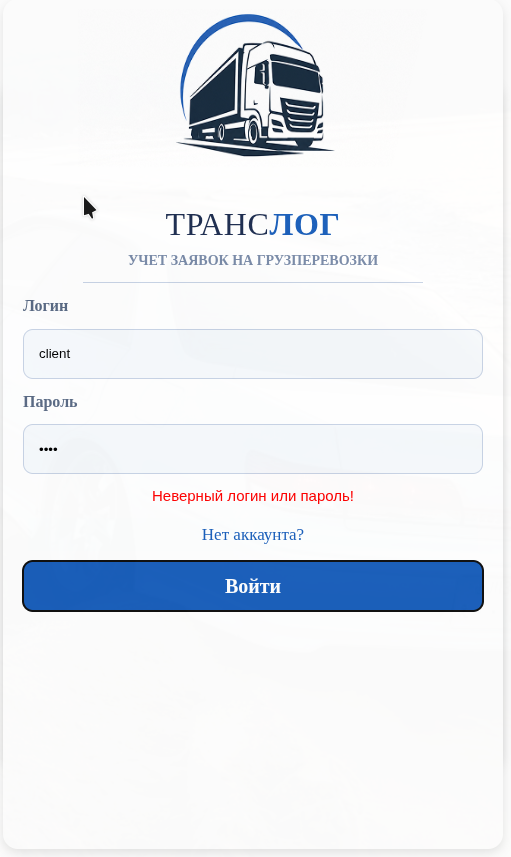 ТРАНСЛОГ
УЧЕТ ЗАЯВОК НА ГРУЗПЕРЕВОЗКИ
Логин
client
Пароль
••••
Неверный логин или пароль!
Нет аккаунта?
Войти